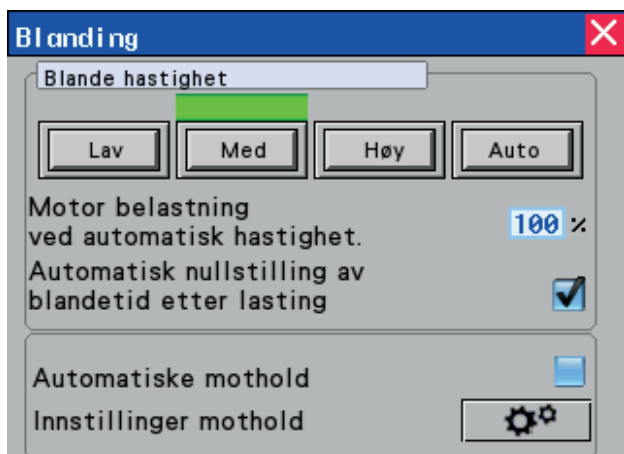 Blanding
Blande hastighet
Lav Med Høy Auto
Motor belastning
ved automatisk hastighet. 100 %
Automatisk nullstilling av
blandetid etter lasting
Automatiske mothold
Innstillinger mothold